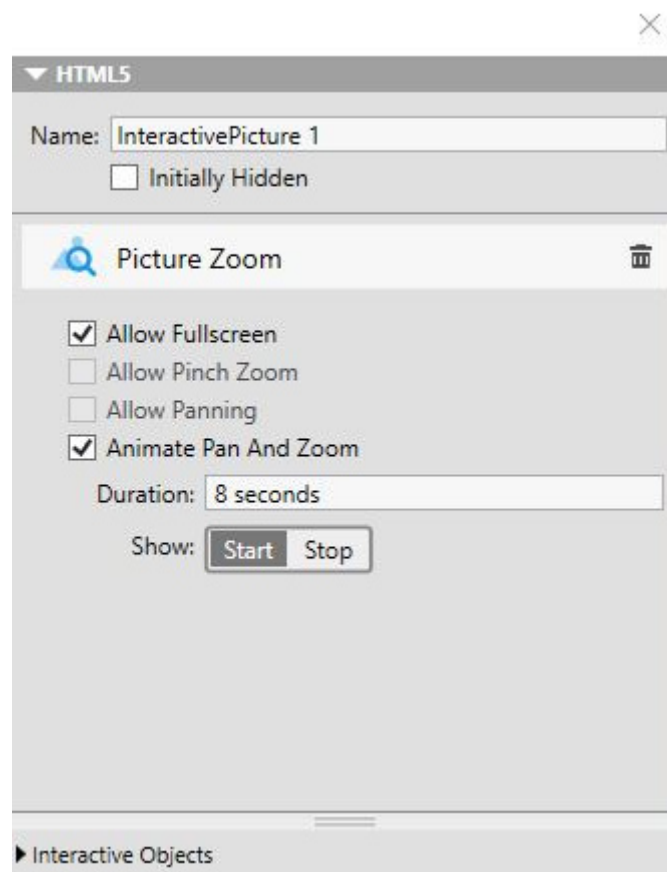 HTML5
Name: InteractivePicture 1
Initially Hidden
Picture Zoom
Allow Fullscreen
Allow Pinch Zoom
Allow Panning
Animate Pan And Zoom
Duration: 8 seconds
Show: Start Stop
Interactive Objects